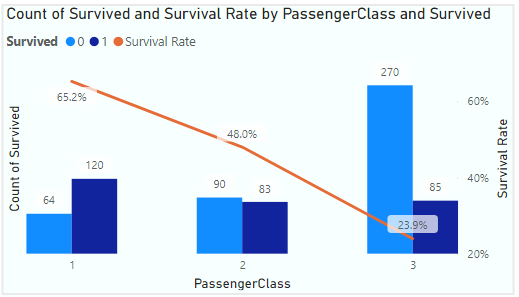 Count of Survived and Survival Rate by PassengerClass and Survived
Survived 0 1 Survival Rate
270
65.2%
60%
48.0%
120
40%
64
90
83
85
23.9%
20%
Count of Survived
Survival Rate
1 2 3
PassengerClass